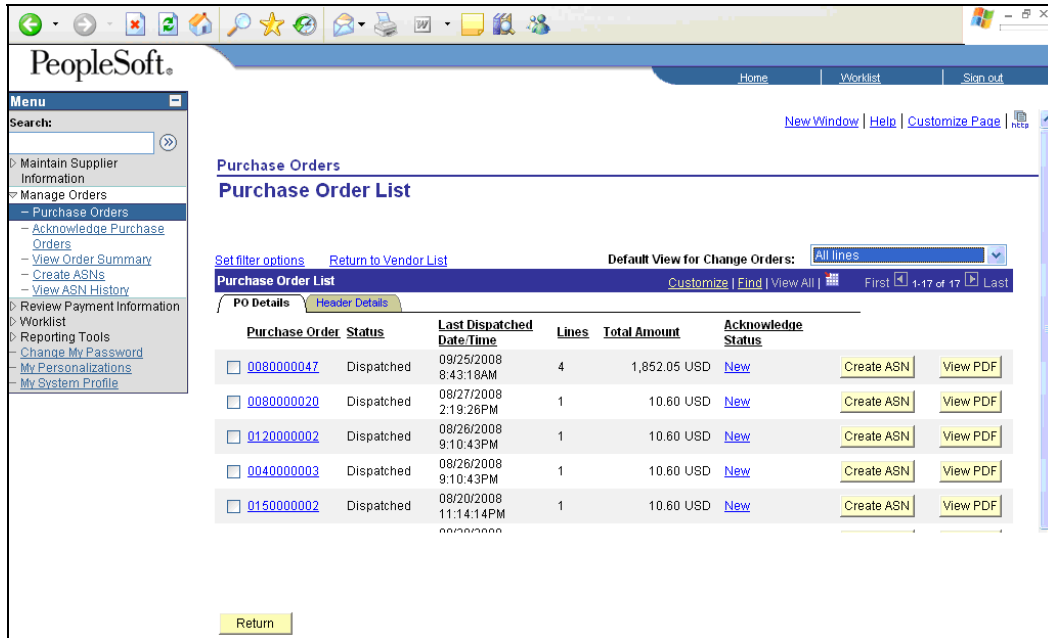 PeopleSoft®
Home
Worklist
Sign out
Menu
Search:
New Window | Help | Customize Page | http
Maintain Supplier
Information
Manage Orders
– Purchase Orders
– Acknowledge Purchase
Orders
– View Order Summary
– Create ASNs
– View ASN History
Review Payment Information
Worklist
Reporting Tools
– Change My Password
– My Personalizations
– My System Profile
Purchase Orders
Purchase Order List
Set filter options
Return to Vendor List
Default View for Change Orders:
All lines
Purchase Order List
Customize | Find | View All |
First 1-17 of 17 Last
PO Details
Header Details
Purchase Order Status Last Dispatched Date/Time Lines Total Amount Acknowledge Status
0080000047 Dispatched 09/25/2008 8:43:18AM 4 1,852.05 USD New Create ASN View PDF
0080000020 Dispatched 08/27/2008 2:19:26PM 1 10.60 USD New Create ASN View PDF
0120000002 Dispatched 08/26/2008 9:10:43PM 1 10.60 USD New Create ASN View PDF
0040000003 Dispatched 08/26/2008 9:10:43PM 1 10.60 USD New Create ASN View PDF
0150000002 Dispatched 08/20/2008 11:14:14PM 1 10.60 USD New Create ASN View PDF
Return